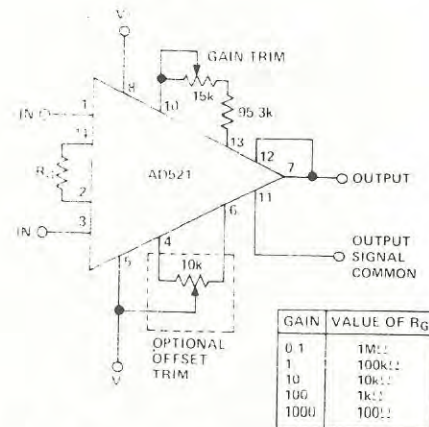 V
GAIN TRIM
8
10
15k
IN
1
95.3k
13
12
7
R
AD521
OUTPUT
2
11
6
IN
3
4
OUTPUT
SIGNAL
COMMON
5
10k
OPTIONAL
OFFSET
TRIM
V
GAIN VALUE OF RG
0.1 1MΩ
1 100kΩ
10 10kΩ
100 1kΩ
1000 100Ω